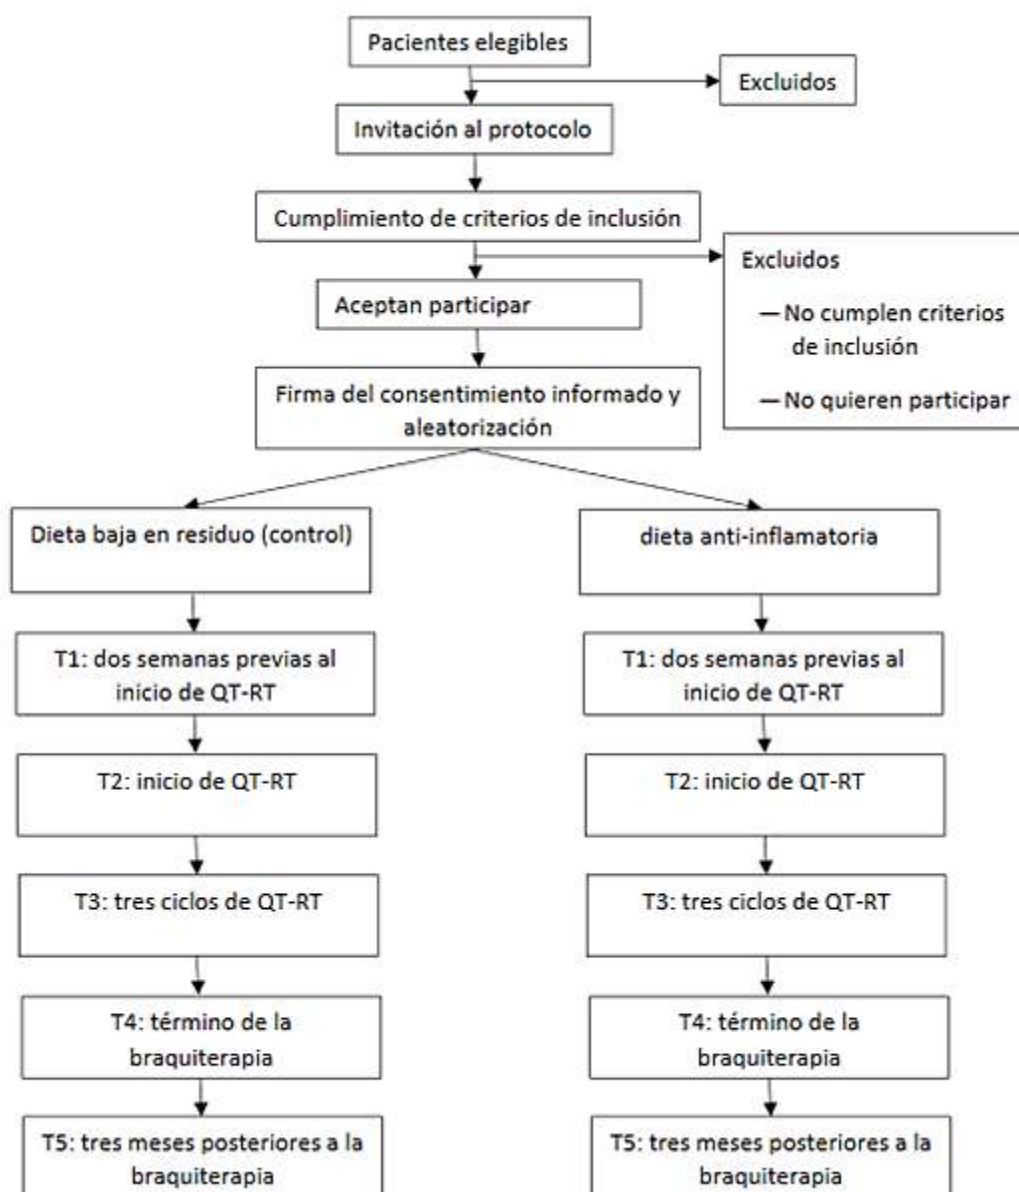 Pacientes elegibles
Excluidos
Invitación al protocolo
Cumplimiento de criterios de inclusión
Excluidos
— No cumplen criterios
de inclusión
— No quieren participar
Aceptan participar
Firma del consentimiento informado y
aleatorización
Dieta baja en residuo (control)
T1: dos semanas previas al
inicio de QT-RT
T2: inicio de QT-RT
T3: tres ciclos de QT-RT
T4: término de la
braquiterapia
T5: tres meses posteriores a la
braquiterapia
dieta anti-inflamatoria
T1: dos semanas previas al
inicio de QT-RT
T2: inicio de QT-RT
T3: tres ciclos de QT-RT
T4: término de la
braquiterapia
T5: tres meses posteriores a la
braquiterapia